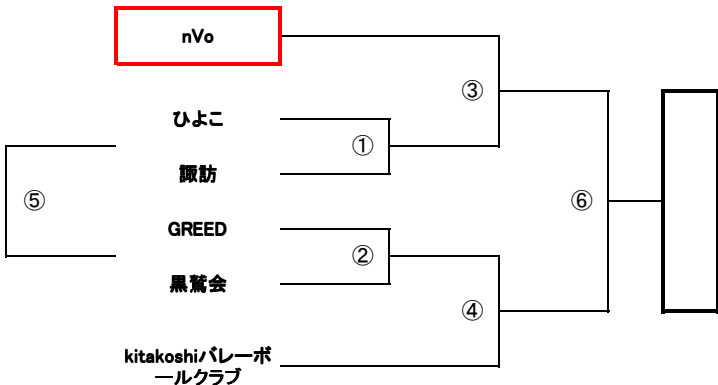 nVo
③
ひよこ
①
諏訪
⑤
⑥
GREED
②
黒鷲会
④
kitakoshiバレーボ
ールクラブ